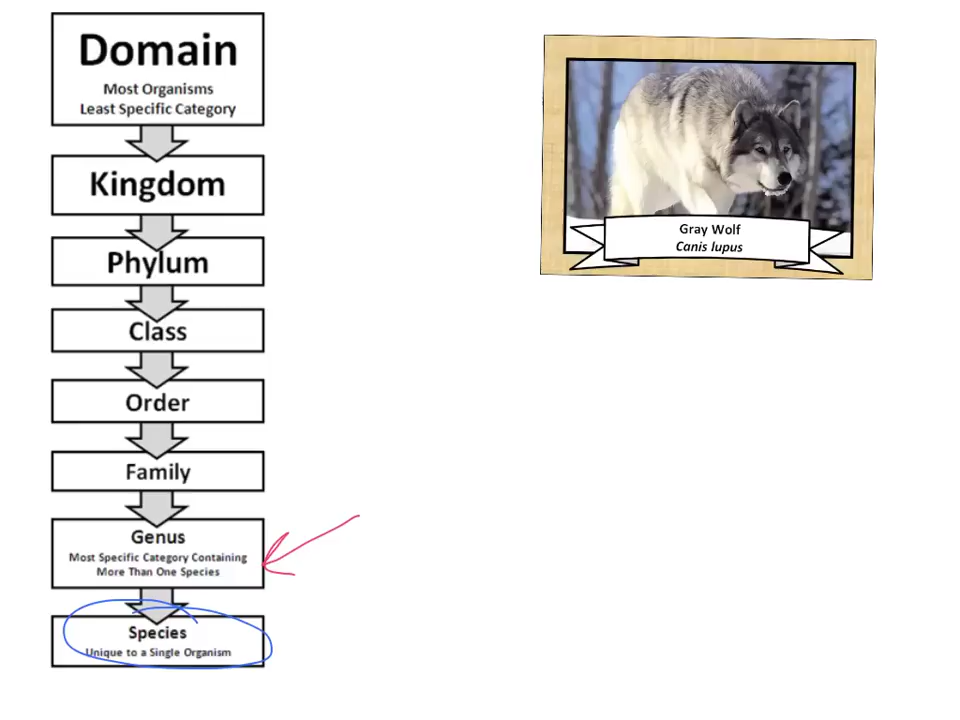 Domain
Most Organisms
Least Specific Category
Kingdom
Phylum
Class
Order
Family
Genus
Most Specific Category Containing
More Than One Species
Species
Unique to a Single Organism
Gray Wolf
Canis lupus